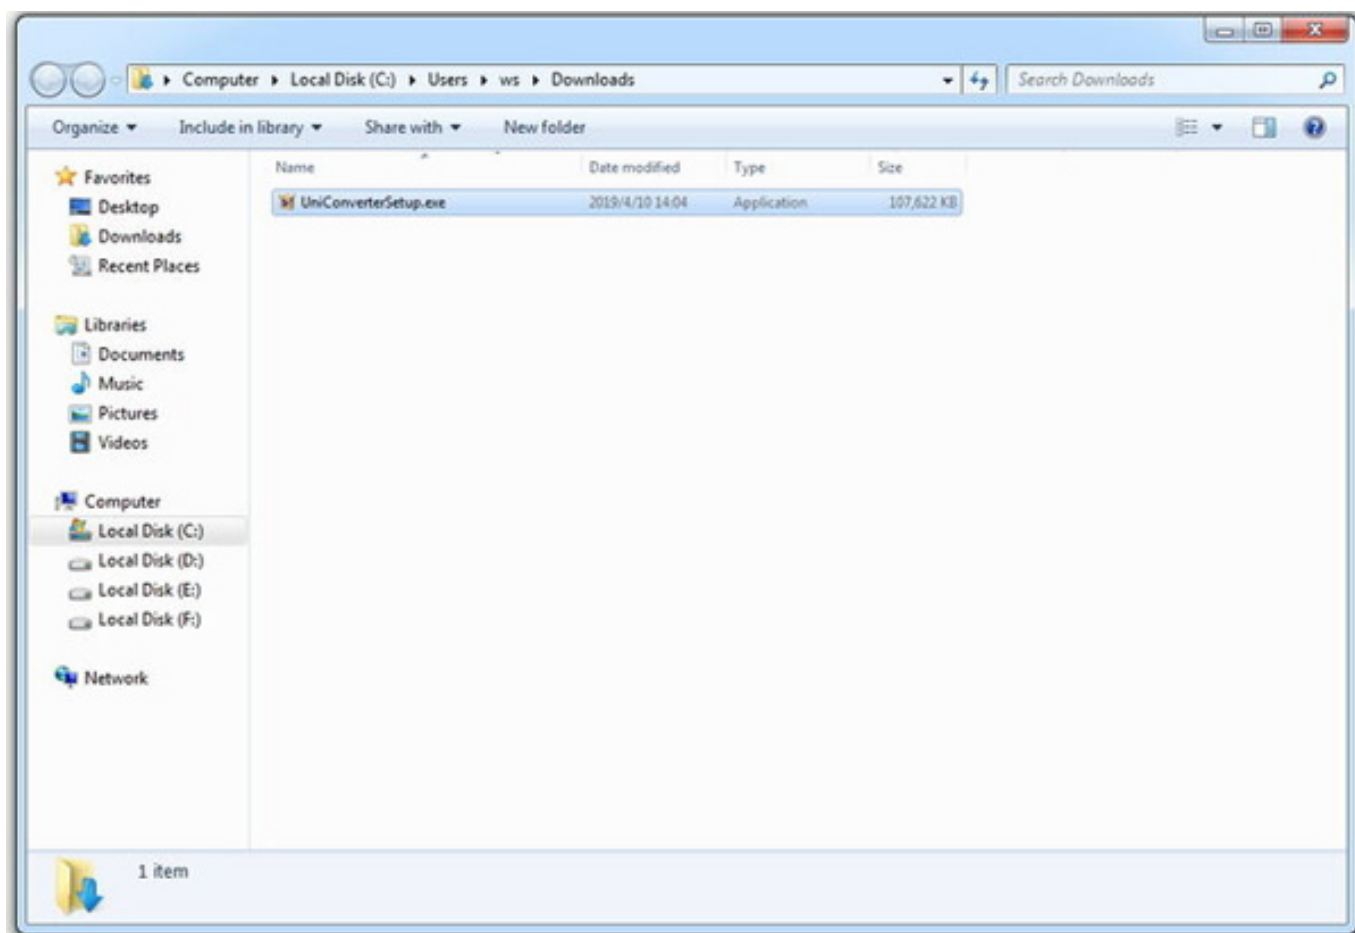 Computer Local Disk (C:) Users ws Downloads Search Downloads
Organize Include in library Share with New folder
Name Date modified Type Size
UniConverterSetup.exe 2019/4/10 14:04 Application 107,622 KB
Favorites
Desktop
Downloads
Recent Places
Libraries
Documents
Music
Pictures
Videos
Computer
Local Disk (C:)
Local Disk (D:)
Local Disk (E:)
Local Disk (F:)
Network
1 item